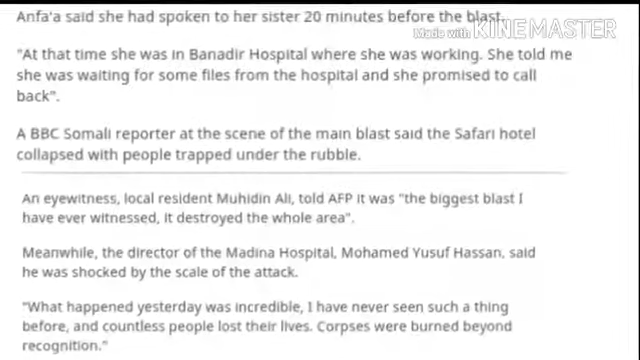 Anfa'a said she had spoken to her sister 20 minutes before the blast.
Made with KINEMASTER
"At that time she was in Banadir Hospital where she was working. She told me
she was waiting for some files from the hospital and she promised to call
back".
A BBC Somali reporter at the scene of the main blast said the Safari hotel
collapsed with people trapped under the rubble.
An eyewitness, local resident Muhidin Ali, told AFP it was "the biggest blast I
have ever witnessed, it destroyed the whole area".
Meanwhile, the director of the Madina Hospital, Mohamed Yusuf Hassan, said
he was shocked by the scale of the attack.
"What happened yesterday was incredible, I have never seen such a thing
before, and countless people lost their lives. Corpses were burned beyond
recognition."